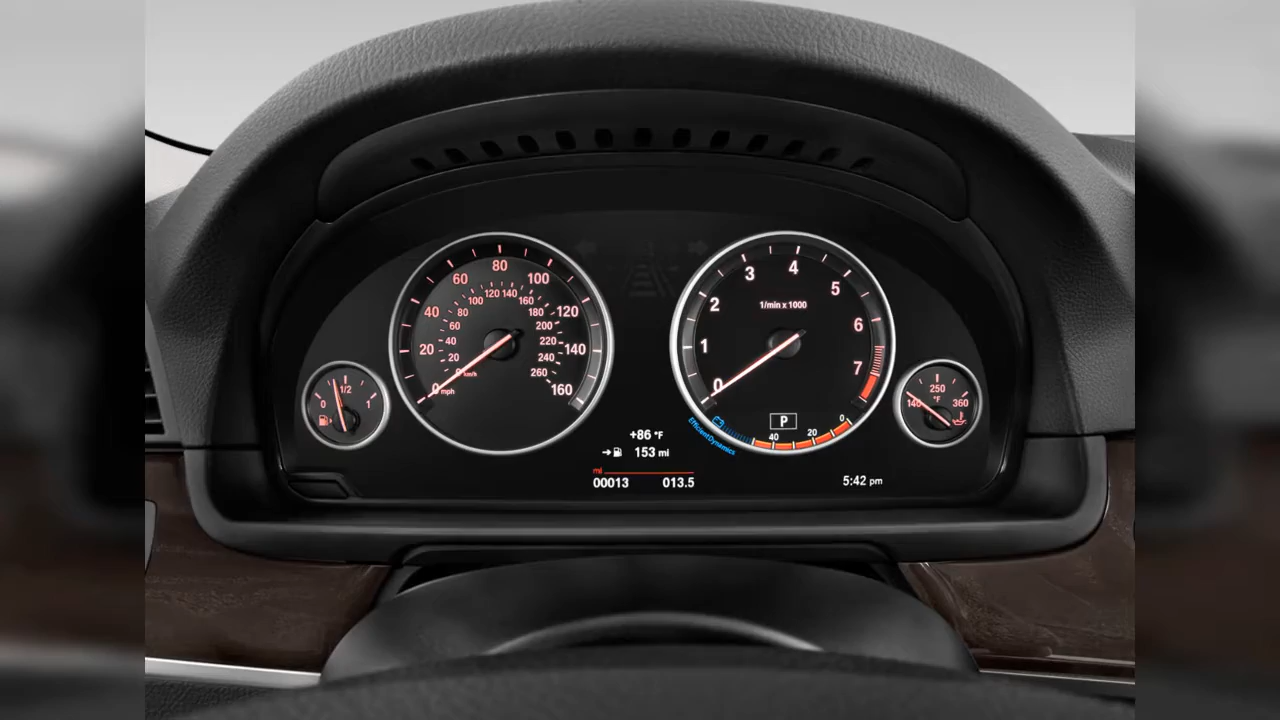 0 1/2 1
0 20 40 60 80 100 120 140 160
mph
0 20 40 60 80 100 120 140 160 180 200 220 240 260
km/h
0 1 2 3 4 5 6 7
1/min x 1000
P
40 20 0
EfficientDynamics
140 250 360
°F
+86 °F
153 mi
mi
00013 013.5
5:42 pm